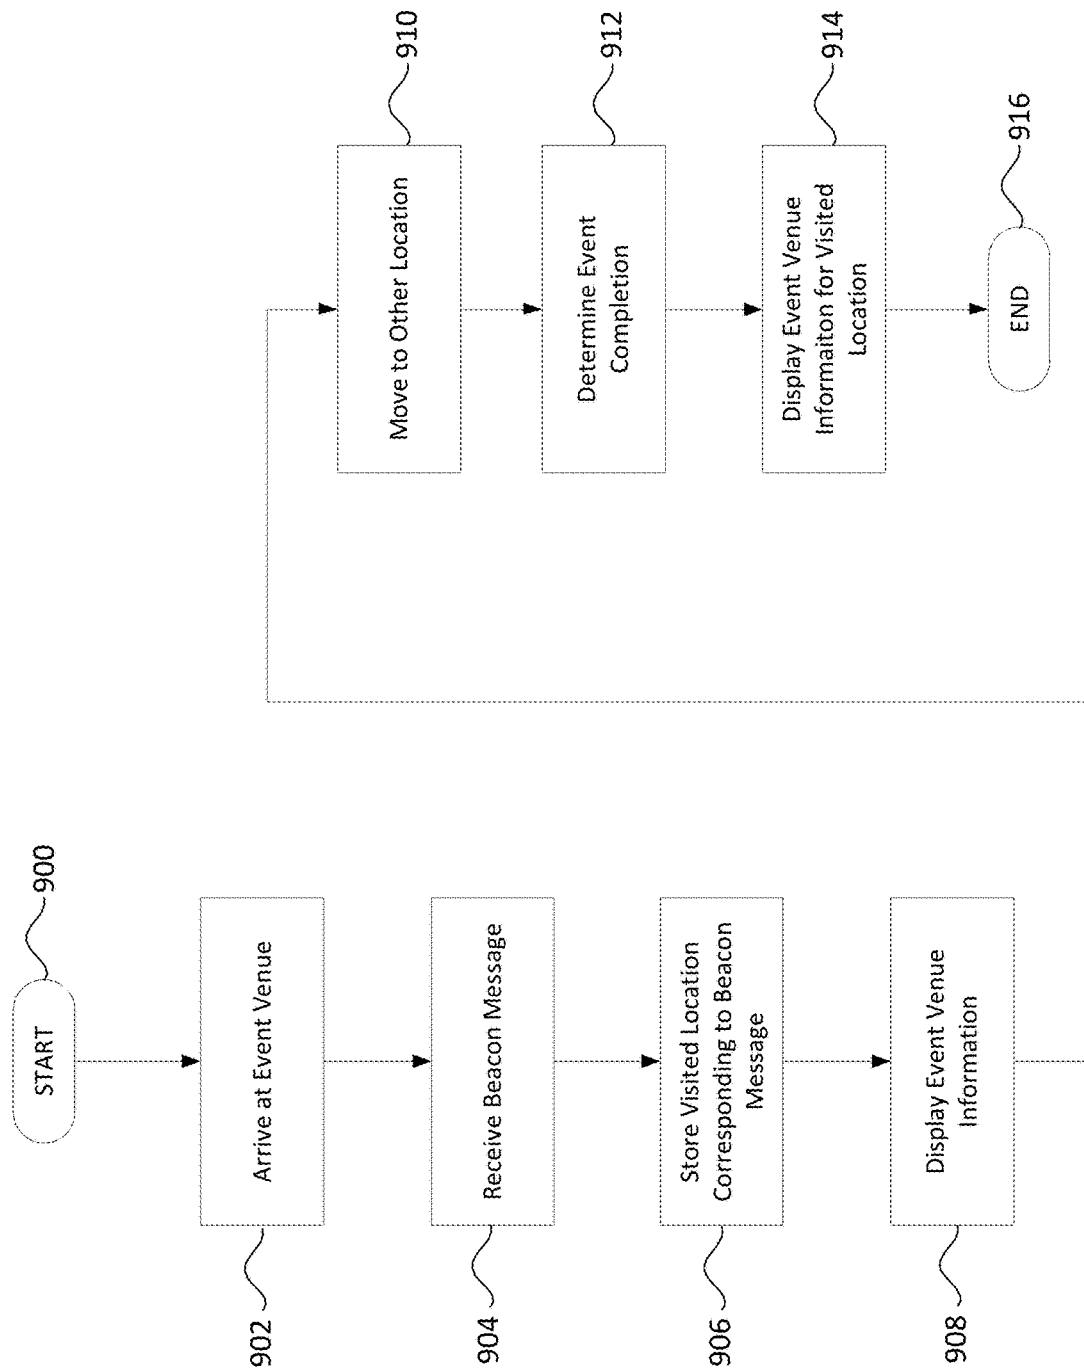 START
900
Arrive at Event Venue
902
Receive Beacon Message
904
Store Visited Location
Corresponding to Beacon
Message
906
Display Event Venue
Information
908
Move to Other Location
910
Determine Event
Completion
912
Display Event Venue
Informaiton for Visited
Location
914
END
916